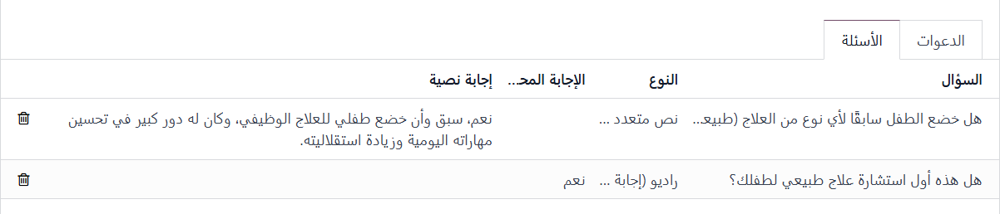 الدعوات
الأسئلة
السؤال النوع الإجابة المحـ... إجابة نصية
هل خضع الطفل سابقًا لأي نوع من العلاج (طبيعـ... نص متعدد ... نعم، سبق وأن خضع طفلي للعلاج الوظيفي، وكان له دور كبير في تحسين
مهاراته اليومية وزيادة استقلاليته.
هل هذه أول استشارة علاج طبيعي لطفلك؟ راديو (إجابة ... نعم